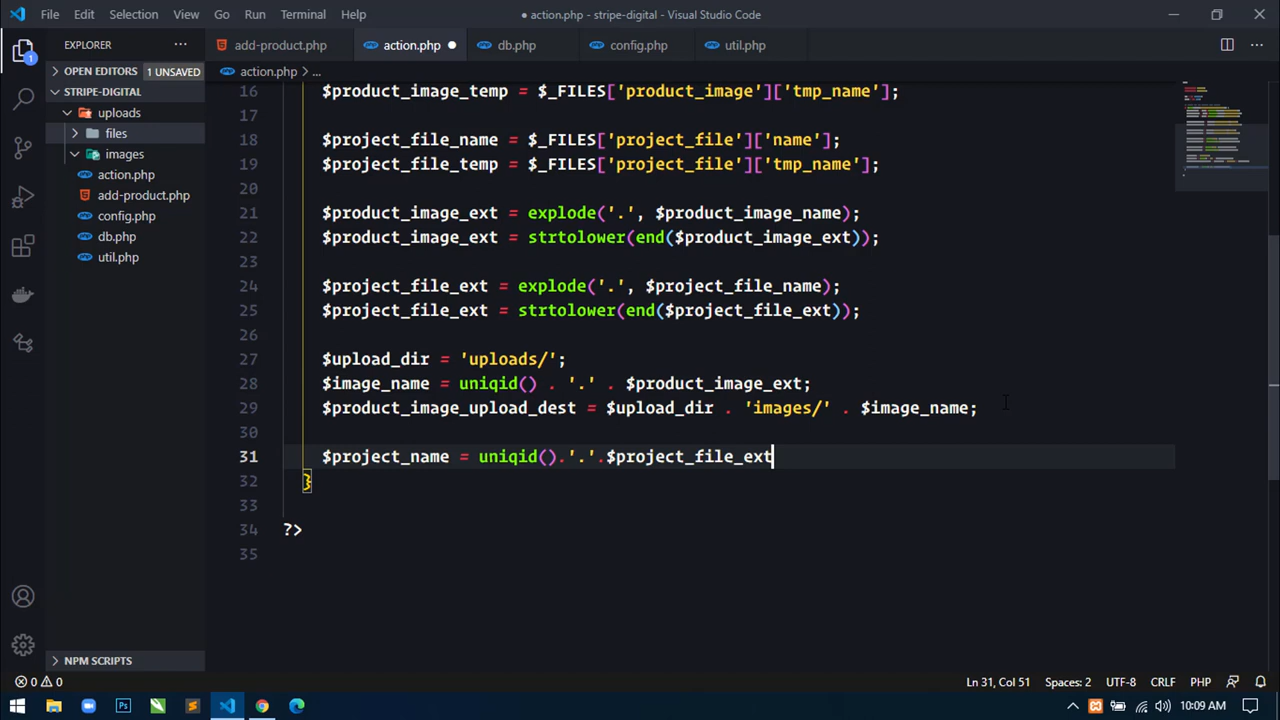 File Edit Selection View Go Run Terminal Help
● action.php - stripe-digital - Visual Studio Code
EXPLORER ···
add-product.php action.php ● db.php config.php util.php
OPEN EDITORS 1 UNSAVED
action.php > ...
STRIPE-DIGITAL
uploads
files
images
action.php
add-product.php
config.php
db.php
util.php
NPM SCRIPTS
1
16 $product_image_temp = $_FILES['product_image']['tmp_name'];
17
18 $project_file_name = $_FILES['project_file']['name'];
19 $project_file_temp = $_FILES['project_file']['tmp_name'];
20
21 $product_image_ext = explode('.', $product_image_name);
22 $product_image_ext = strtolower(end($product_image_ext));
23
24 $project_file_ext = explode('.', $project_file_name);
25 $project_file_ext = strtolower(end($project_file_ext));
26
27 $upload_dir = 'uploads/';
28 $image_name = uniqid() . '.' . $product_image_ext;
29 $product_image_upload_dest = $upload_dir . 'images/' . $image_name;
30
31 $project_name = uniqid().'.'.$project_file_ext
32 }
33
34 ?>
35
0 0
Ln 31, Col 51 Spaces: 2 UTF-8 CRLF PHP
Ps
10:09 AM